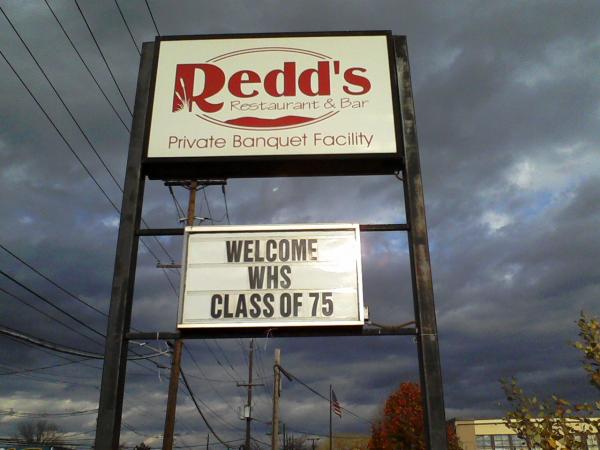 Redd's
Restaurant & Bar
Private Banquet Facility
WELCOME
WHS
CLASS OF 75